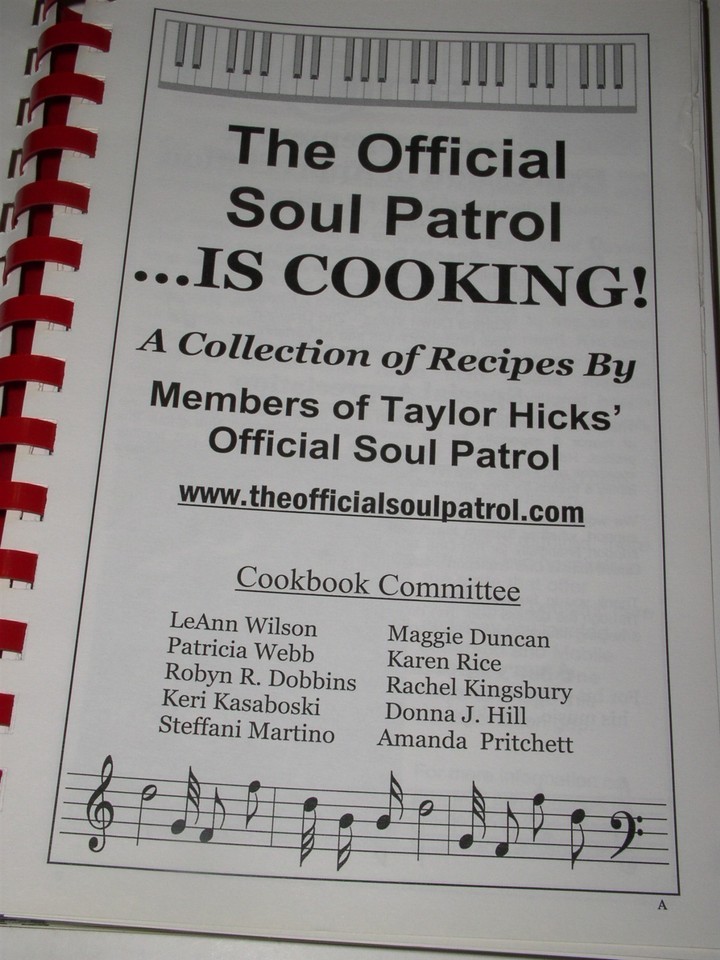 The Official
Soul Patrol
...IS COOKING!
A Collection of Recipes By
Members of Taylor Hicks’
Official Soul Patrol
www.theofficialsoulpatrol.com
Cookbook Committee
LeAnn Wilson
Patricia Webb
Robyn R. Dobbins
Keri Kasaboski
Steffani Martino
Maggie Duncan
Karen Rice
Rachel Kingsbury
Donna J. Hill
Amanda Pritchett
A